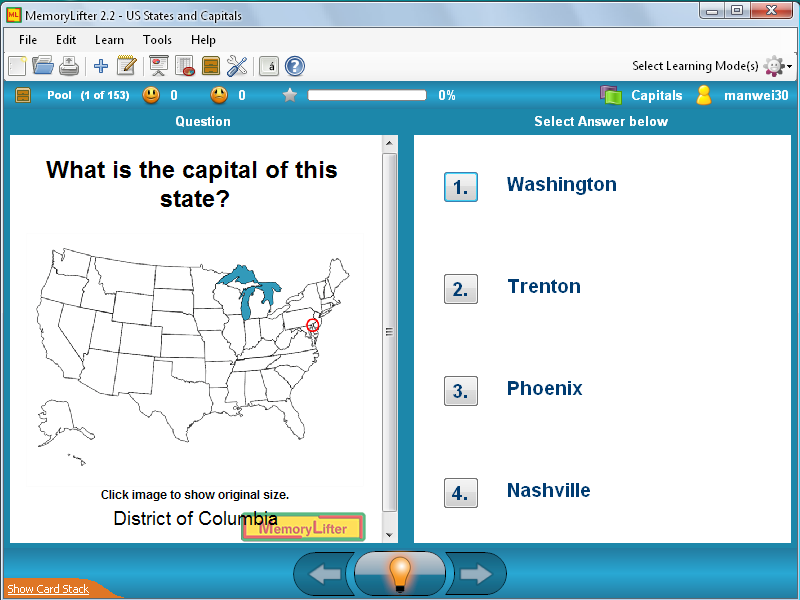 MemoryLifter 2.2 - US States and Capitals
File Edit Learn Tools Help
Select Learning Mode(s)
Pool (1 of 153) 0 0 0% Capitals manwei30
Question
Select Answer below
What is the capital of this
state?
Click image to show original size.
District of Columbia
MemoryLifter
1. Washington
2. Trenton
3. Phoenix
4. Nashville
Show Card Stack